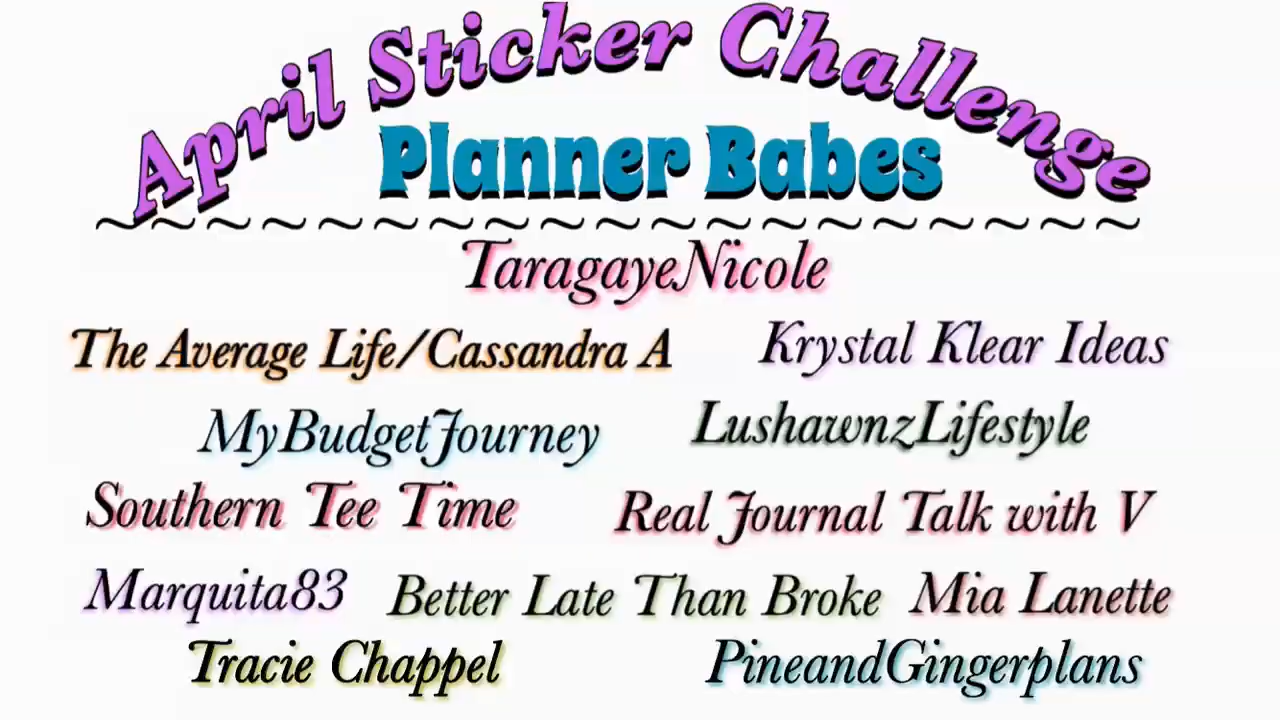 April Sticker Challenge
Planner Babes
~~~~~~~~~~~~~~~~~~~~~~~~
TaragayeNicole
The Average Life/Cassandra A Krystal Klear Ideas
MyBudgetJourney LushawnzLifestyle
Southern Tee Time Real Journal Talk with V
Marquita83 Better Late Than Broke Mia Lanette
Tracie Chappel PineandGingerplans